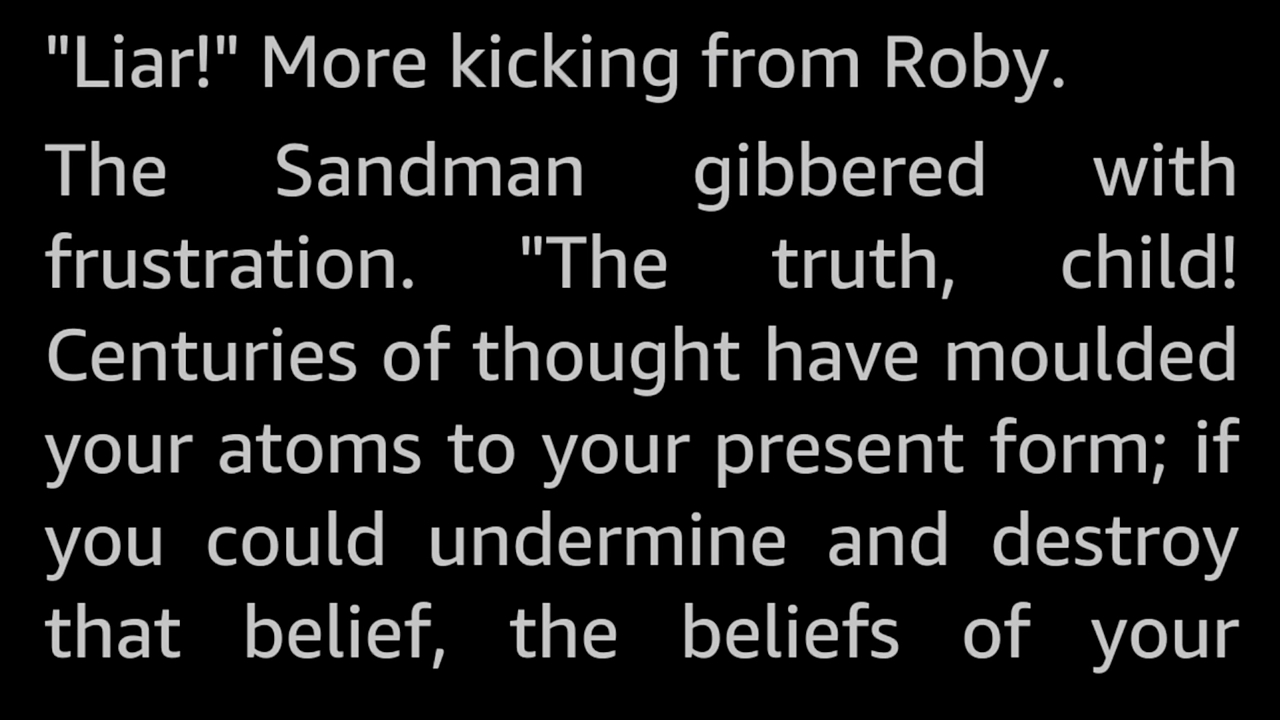 "Liar!" More kicking from Roby.
The Sandman gibbered with
frustration. "The truth, child!
Centuries of thought have moulded
your atoms to your present form; if
you could undermine and destroy
that belief, the beliefs of your